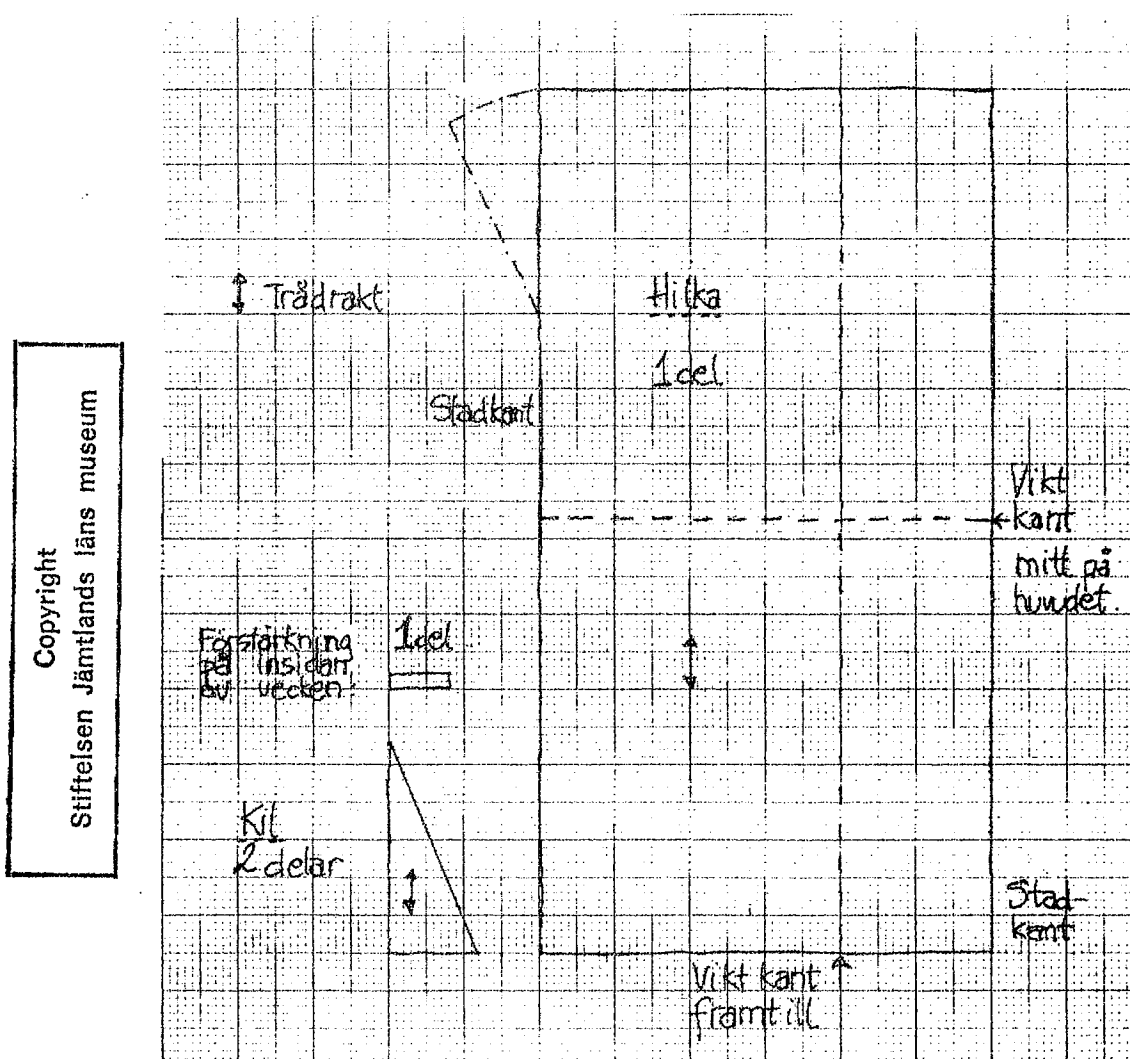 Copyright
Stiftelsen Jämtlands läns museum
Trådrakt
Hilka
1 del
Stadkant
Vikt
kant
mitt på
huvudet.
Förstärkning
på insidan
av vecken:
1 del
Kil
2 delar
Stad-
kant
Vikt kant
framtill